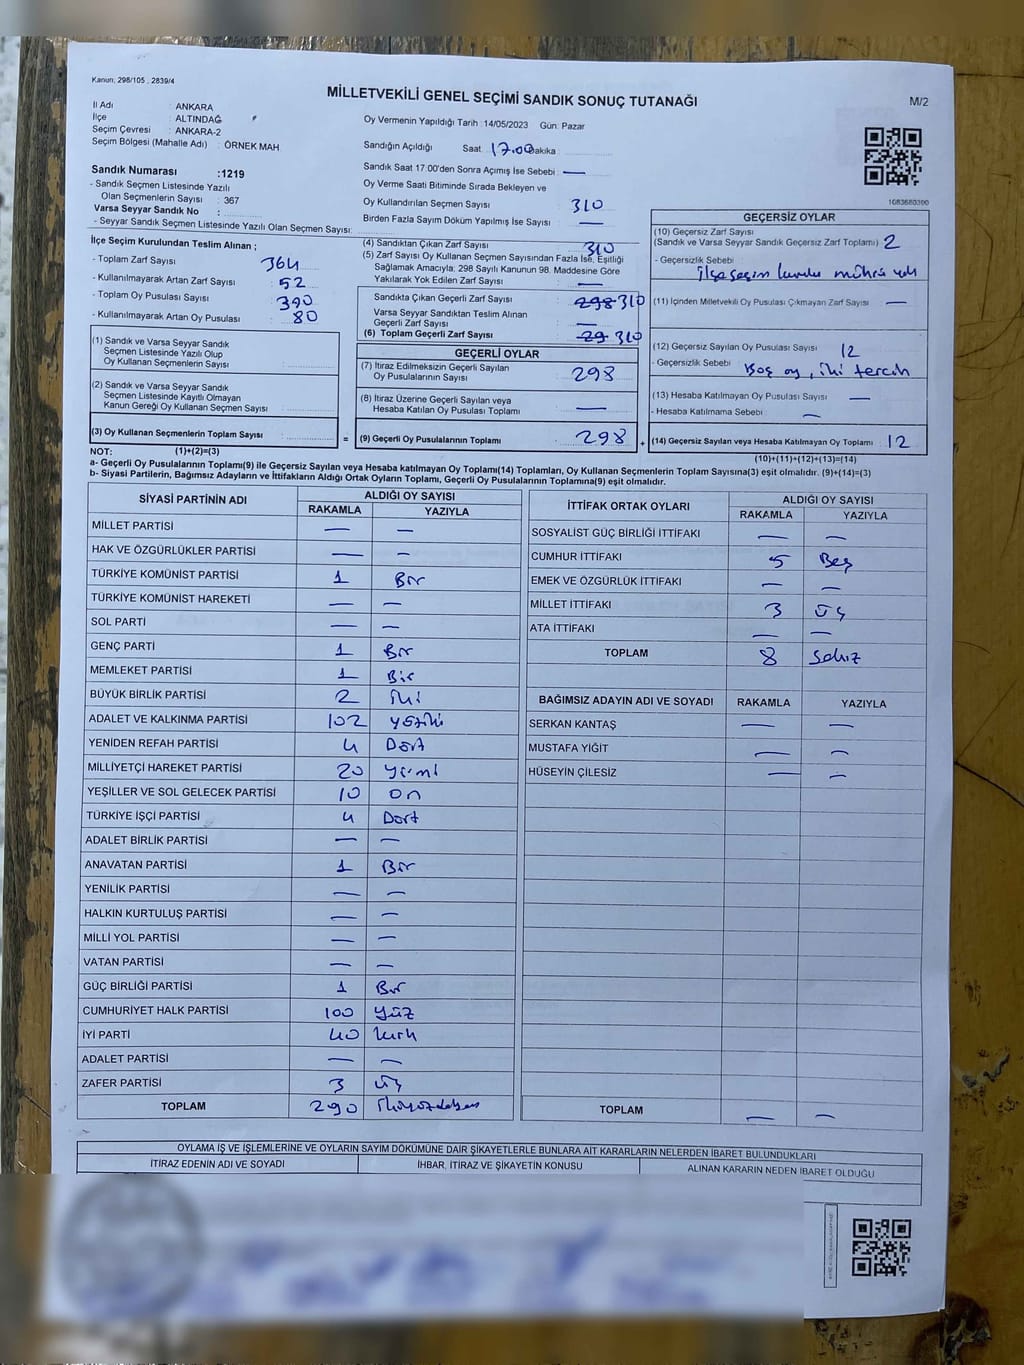 Kanun; 298/105 . 2839/4
MİLLETVEKİLİ GENEL SEÇİMİ SANDIK SONUÇ TUTANAĞI
M/2
İl Adı : ANKARA
İlçe : ALTINDAĞ
Seçim Çevresi : ANKARA-2
Seçim Bölgesi (Mahalle Adı) : ÖRNEK MAH
Oy Vermenin Yapıldığı Tarih :14/05/2023 Gün: Pazar
Sandığın Açıldığı Saat 17.00 Dakika
Sandık Saat 17:00'den Sonra Açımış İse Sebebi: —
Oy Verme Saati Bitiminde Sırada Bekleyen ve
Oy Kullandırılan Seçmen Sayısı 310
Birden Fazla Sayım Döküm Yapılmış İse Sayısı —
Sandık Numarası :1219
- Sandık Seçmen Listesinde Yazılı
Olan Seçmenlerin Sayısı : 367
Varsa Seyyar Sandık No :
- Seyyar Sandık Seçmen Listesinde Yazılı Olan Seçmen Sayısı:
İlçe Seçim Kurulundan Teslim Alınan ;
- Toplam Zarf Sayısı : 364
- Kullanılmayarak Artan Zarf Sayısı : 52
- Toplam Oy Pusulası Sayısı : 390
- Kullanılmayarak Artan Oy Pusulası : 80
(1) Sandık ve Varsa Seyyar Sandık
Seçmen Listesinde Yazılı Olup
Oy Kullanan Seçmenlerin Sayısı
(2) Sandık ve Varsa Seyyar Sandık
Seçmen Listesinde Kayıtlı Olmayan
Kanun Gereği Oy Kullanan Seçmen Sayısı
(3) Oy Kullanan Seçmenlerin Toplam Sayısı
(4) Sandıktan Çıkan Zarf Sayısı 310
(5) Zarf Sayısı Oy Kullanan Seçmen Sayısından Fazla İse, Eşitliği
Sağlamak Amacıyla; 298 Sayılı Kanunun 98. Maddesine Göre
Yakılarak Yok Edilen Zarf Sayısı —
Sandıkta Çıkan Geçerli Zarf Sayısı 298 310
Varsa Seyyar Sandıktan Teslim Alınan
Geçerli Zarf Sayısı —
(6) Toplam Geçerli Zarf Sayısı 29 310
GEÇERLİ OYLAR
(7) İtiraz Edilmeksizin Geçerli Sayılan
Oy Pusulalarının Sayısı 298
(8) İtiraz Üzerine Geçerli Sayılan veya
Hesaba Katılan Oy Pusulası Toplamı —
= (9) Geçerli Oy Pusulalarının Toplamı 298 +
1083680390
GEÇERSİZ OYLAR
(10) Geçersiz Zarf Sayısı
(Sandık ve Varsa Seyyar Sandık Geçersiz Zarf Toplamı) 2
- Geçersizlik Sebebi :
İlçe seçim kurulu mührü yok
(11) İçinden Milletvekili Oy Pusulası Çıkmayan Zarf Sayısı —
(12) Geçersiz Sayılan Oy Pusulası Sayısı 12
- Geçersizlik Sebebi : Boş oy, iki tercih
(13) Hesaba Katılmayan Oy Pusulası Sayısı —
- Hesaba Katılmama Sebebi —
(14) Geçersiz Sayılan veya Hesaba Katılmayan Oy Toplamı : 12
NOT: (1)+(2)=(3) (10)+(11)+(12)+(13)=(14)
a- Geçerli Oy Pusulalarının Toplamı(9) ile Geçersiz Sayılan veya Hesaba katılmayan Oy Toplamı(14) Toplamları, Oy Kullanan Seçmenlerin Toplam Sayısına(3) eşit olmalıdır. (9)+(14)=(3)
b- Siyasi Partilerin, Bağımsız Adayların ve İttifakların Aldığı Ortak Oyların Toplamı, Geçerli Oy Pusulalarının Toplamına(9) eşit olmalıdır.
SİYASİ PARTİNİN ADI ALDIĞI OY SAYISI
RAKAMLA YAZIYLA
MİLLET PARTİSİ — —
HAK VE ÖZGÜRLÜKLER PARTİSİ — —
TÜRKİYE KOMÜNİST PARTİSİ 1 Bir
TÜRKİYE KOMÜNİST HAREKETİ — —
SOL PARTİ — —
GENÇ PARTİ 1 Bir
MEMLEKET PARTİSİ 1 Bir
BÜYÜK BİRLİK PARTİSİ 2 İki
ADALET VE KALKINMA PARTİSİ 102 yüziki
YENİDEN REFAH PARTİSİ 4 Dört
MİLLİYETÇİ HAREKET PARTİSİ 20 yirmi
YEŞİLLER VE SOL GELECEK PARTİSİ 10 on
TÜRKİYE İŞÇİ PARTİSİ 4 Dört
ADALET BİRLİK PARTİSİ — —
ANAVATAN PARTİSİ 1 Bir
YENİLİK PARTİSİ — —
HALKIN KURTULUŞ PARTİSİ — —
MİLLİ YOL PARTİSİ — —
VATAN PARTİSİ — —
GÜÇ BİRLİĞİ PARTİSİ 1 Bir
CUMHURİYET HALK PARTİSİ 100 yüz
İYİ PARTİ 40 kırk
ADALET PARTİSİ — —
ZAFER PARTİSİ 3 üç
TOPLAM 290 ikiyüzdoksan
İTTİFAK ORTAK OYLARI ALDIĞI OY SAYISI
RAKAMLA YAZIYLA
SOSYALİST GÜÇ BİRLİĞİ İTTİFAKI — —
CUMHUR İTTİFAKI 5 Beş
EMEK VE ÖZGÜRLÜK İTTİFAKI — —
MİLLET İTTİFAKI 3 üç
ATA İTTİFAKI — —
TOPLAM 8 Sekiz
BAĞIMSIZ ADAYIN ADI VE SOYADI RAKAMLA YAZIYLA
SERKAN KANTAŞ — —
MUSTAFA YİĞİT — —
HÜSEYİN ÇİLESİZ — —
TOPLAM — —
OYLAMA İŞ VE İŞLEMLERİNE VE OYLARIN SAYIM DÖKÜMÜNE DAİR ŞİKAYETLERLE BUNLARA AİT KARARLARIN NELERDEN İBARET BULUNDUKLARI
İTİRAZ EDENİN ADI VE SOYADI İHBAR, İTİRAZ VE ŞİKAYETİN KONUSU ALINAN KARARIN NEDEN İBARET OLDUĞU